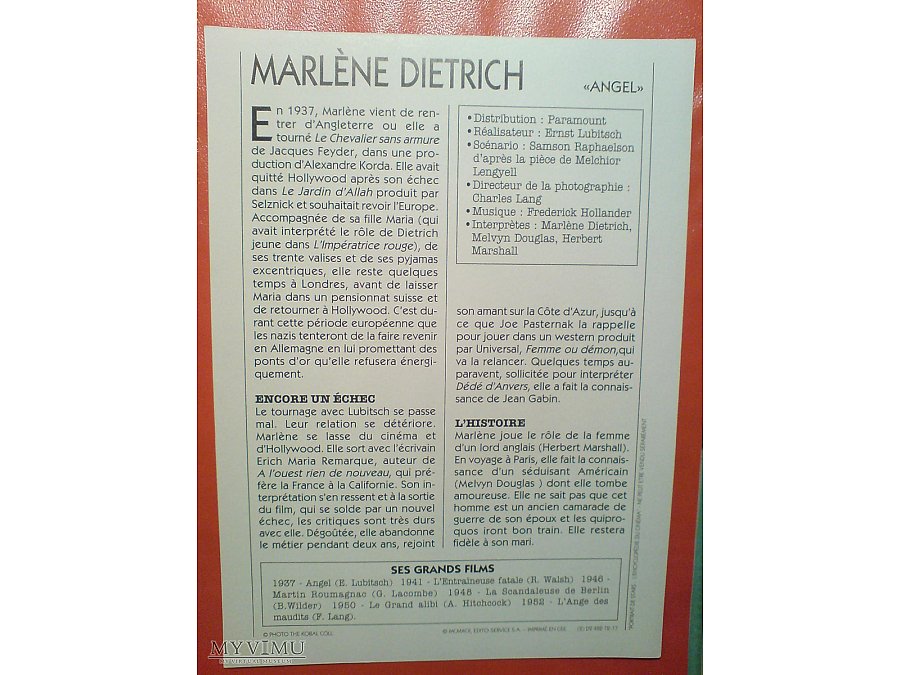 MARLÈNE DIETRICH
«ANGEL»
En 1937, Marlène vient de ren-
trer d'Angleterre ou elle a
tourné Le Chevalier sans armure
de Jacques Feyder, dans une pro-
duction d'Alexandre Korda. Elle avait
quitté Hollywood après son échec
dans Le Jardin d'Allah produit par
Selznick et souhaitait revoir l'Europe.
Accompagnée de sa fille Maria (qui
avait interprété le rôle de Dietrich
jeune dans L'Impératrice rouge), de
ses trente valises et de ses pyjamas
excentriques, elle reste quelques
temps à Londres, avant de laisser
Maria dans un pensionnat suisse et
de retourner à Hollywood. C'est du-
rant cette période européenne que
les nazis tenteront de la faire revenir
en Allemagne en lui promettant des
ponts d'or qu'elle refusera énergi-
quement.
ENCORE UN ÉCHEC
Le tournage avec Lubitsch se passe
mal. Leur relation se détériore.
Marlène se lasse du cinéma et
d'Hollywood. Elle sort avec l'écrivain
Erich Maria Remarque, auteur de
A l'ouest rien de nouveau, qui pré-
fère la France à la Californie. Son in-
terprétation s'en ressent et à la sortie
du film, qui se solde par un nouvel
échec, les critiques sont très durs
avec elle. Dégoûtée, elle abandonne
le métier pendant deux ans, rejoint
• Distribution : Paramount
• Réalisateur : Ernst Lubitsch
• Scénario : Samson Raphaelson
d'après la pièce de Melchior
Lengyell
• Directeur de la photographie :
Charles Lang
• Musique : Frederick Hollander
• Interprètes : Marlène Dietrich,
Melvyn Douglas, Herbert
Marshall
son amant sur la Côte d'Azur, jusqu'à
ce que Joe Pasternak la rappelle
pour jouer dans un western produit
par Universal, Femme ou démon,qui
va la relancer. Quelques temps au-
paravent, sollicitée pour interpréter
Dédé d'Anvers, elle a fait la connais-
sance de Jean Gabin.
L'HISTOIRE
Marlène joue le rôle de la femme
d'un lord anglais (Herbert Marshall).
En voyage à Paris, elle fait la connais-
sance d'un séduisant Américain
(Melvyn Douglas ) dont elle tombe
amoureuse. Elle ne sait pas que cet
homme est un ancien camarade de
guerre de son époux et les quipro-
quos iront bon train. Elle restera
fidèle à son mari.
SES GRANDS FILMS
1937 - Angel (E. Lubitsch) 1941 - L'Entraîneuse fatale (R. Walsh) 1946 -
Martin Roumagnac (G. Lacombe) 1948 - La Scandaleuse de Berlin
(B.Wilder) 1950 - Le Grand alibi (A. Hitchcock) 1952 - L'Ange des
maudits (F. Lang).
© PHOTO THE KOBAL COLL.
EDITO-SERVICE S.A. - IMPRIMÉ EN CEE
MYVIMU
MY VIRTUAL MUSEUM